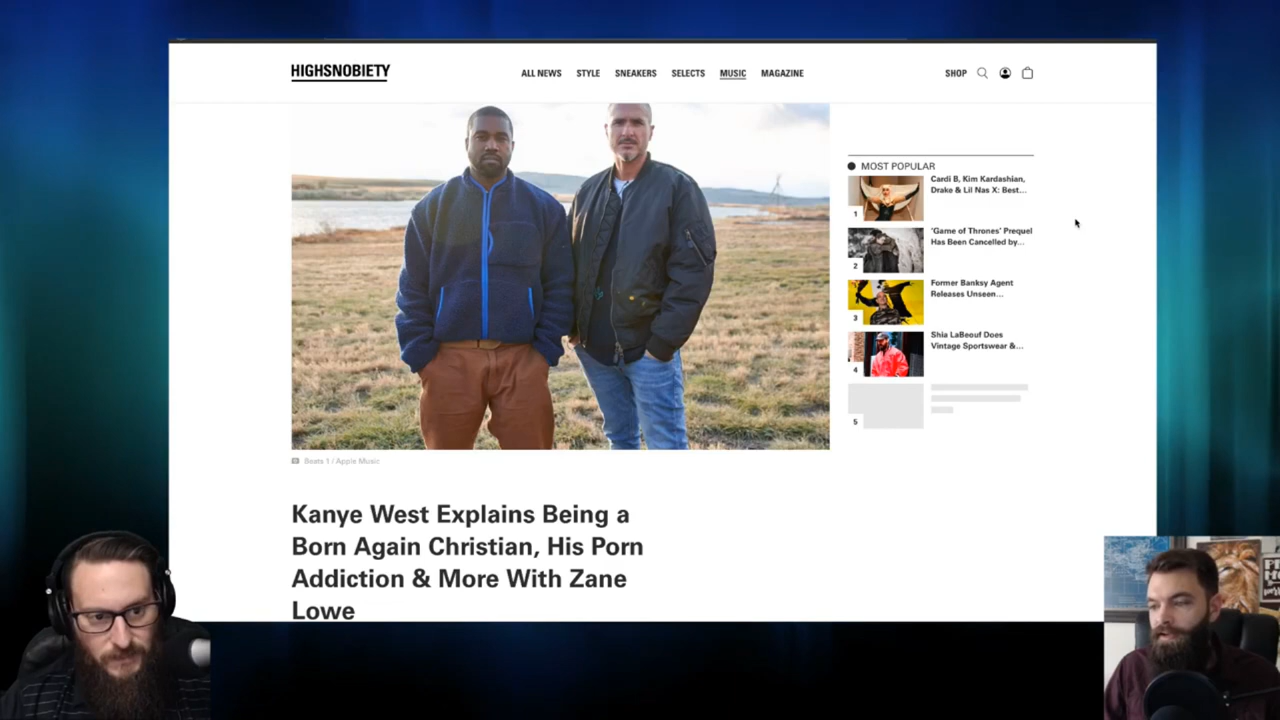 HIGHSNOBIETY
ALL NEWS STYLE SNEAKERS SELECTS MUSIC MAGAZINE
SHOP
MOST POPULAR
1
Cardi B, Kim Kardashian,
Drake & Lil Nas X: Best...
2
'Game of Thrones' Prequel
Has Been Cancelled by...
3
Former Banksy Agent
Releases Unseen...
4
Shia LaBeouf Does
Vintage Sportswear &...
5
Beats 1 / Apple Music
Kanye West Explains Being a
Born Again Christian, His Porn
Addiction & More With Zane
Lowe